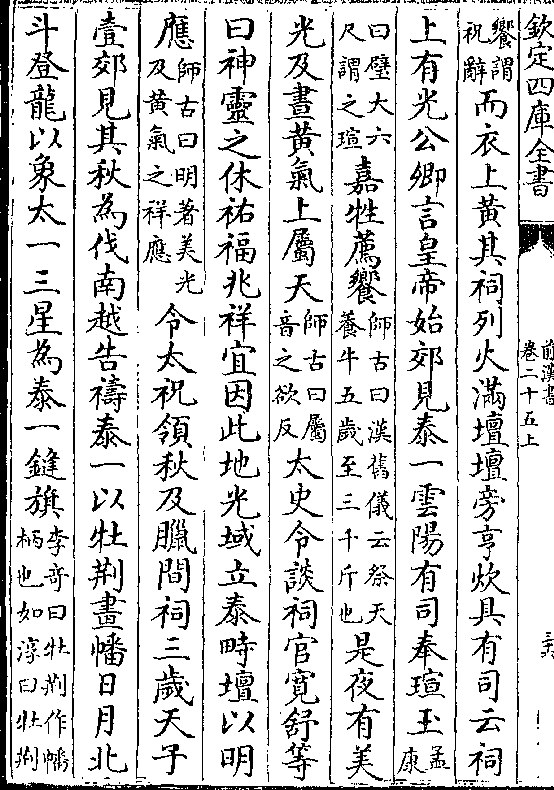 欽定四庫全書
前漢書
卷二十五上
饗謂祝辭而衣上黃其祠列火滿壇壇旁亨炊具有司云祠
上有光公卿言皇帝始郊見泰一雲陽有司奉瑄玉孟康
曰璧大六尺謂之瑄嘉牲薦饗師古曰漢舊儀云祭天養牛五歲至三千斤也是夜有美
光及晝黃氣上屬天師古曰屬音之欲反太史令談祠官寛舒等
曰神靈之休祐福兆祥宜因此地光域立泰畤壇以明
應師古曰明著美光及黃氣之祥應令太祝領秋及臘間祠三歲天子
壹郊見其秋為伐南越告禱泰一以牡荆畫幡日月北
斗登龍以象太一三星為泰一鏠旗李奇曰牡荆作幡柄也如淳曰牡荆